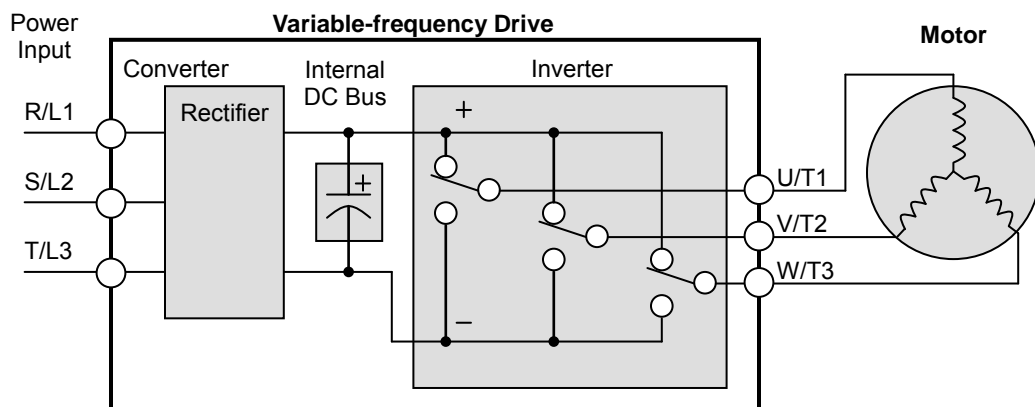 Power
Input
Variable-frequency Drive
Motor
Converter
Internal
DC Bus
Inverter
R/L1
Rectifier
+
+
S/L2
U/T1
V/T2
T/L3
W/T3
−